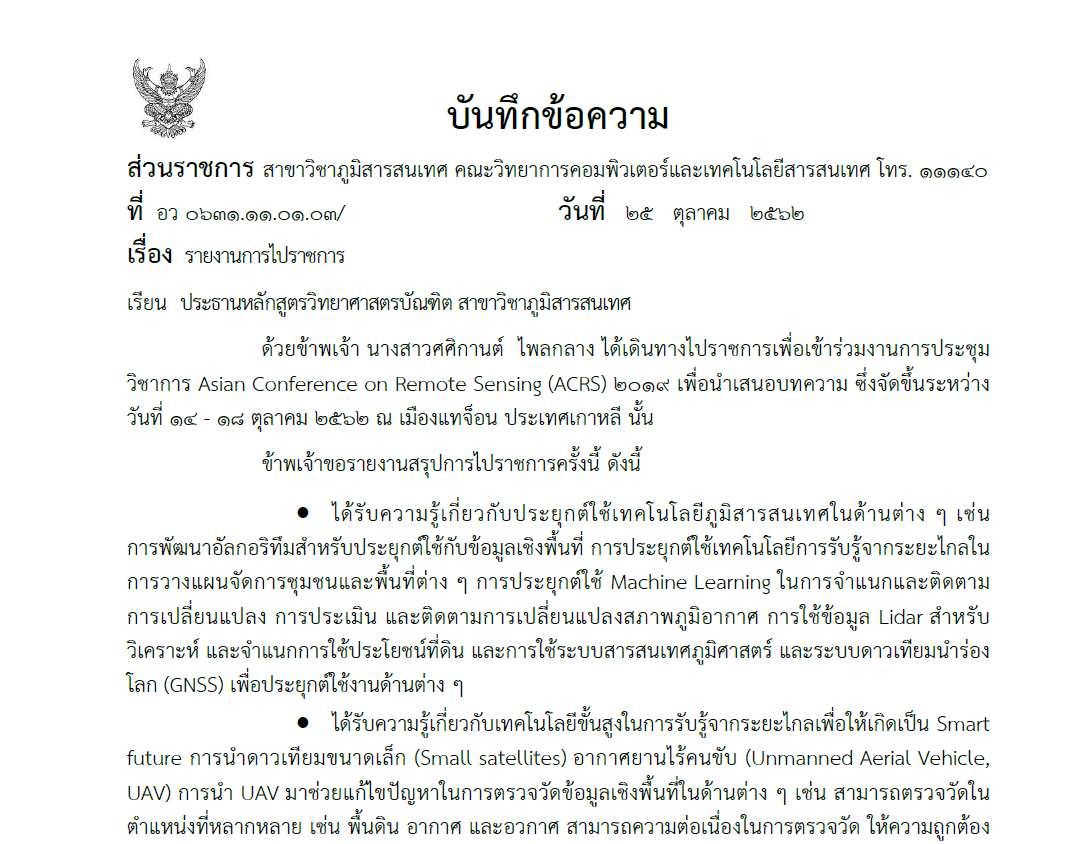 บันทึกข้อความ
ส่วนราชการ สาขาวิชาภูมิสารสนเทศ คณะวิทยาการคอมพิวเตอร์และเทคโนโลยีสารสนเทศ โทร. ๑๑๑๔๐
ที่ อว ๐๖๓๑.๑๑.๐๑.๐๓/ วันที่ ๒๕ ตุลาคม ๒๕๖๒
เรื่อง รายงานการไปราชการ
เรียน ประธานหลักสูตรวิทยาศาสตรบัณฑิต สาขาวิชาภูมิสารสนเทศ
ด้วยข้าพเจ้า นางสาวศศิกานต์ ไพลกลาง ได้เดินทางไปราชการเพื่อเข้าร่วมงานการประชุม
วิชาการ Asian Conference on Remote Sensing (ACRS) ๒๐๑๙ เพื่อนำเสนอบทความ ซึ่งจัดขึ้นระหว่าง
วันที่ ๑๔ - ๑๘ ตุลาคม ๒๕๖๒ ณ เมืองแทจ็อน ประเทศเกาหลี นั้น
ข้าพเจ้าขอรายงานสรุปการไปราชการครั้งนี้ ดังนี้
● ได้รับความรู้เกี่ยวกับประยุกต์ใช้เทคโนโลยีภูมิสารสนเทศในด้านต่าง ๆ เช่น
การพัฒนาอัลกอริทึมสำหรับประยุกต์ใช้กับข้อมูลเชิงพื้นที่ การประยุกต์ใช้เทคโนโลยีการรับรู้จากระยะไกลใน
การวางแผนจัดการชุมชนและพื้นที่ต่าง ๆ การประยุกต์ใช้ Machine Learning ในการจำแนกและติดตาม
การเปลี่ยนแปลง การประเมิน และติดตามการเปลี่ยนแปลงสภาพภูมิอากาศ การใช้ข้อมูล Lidar สำหรับ
วิเคราะห์ และจำแนกการใช้ประโยชน์ที่ดิน และการใช้ระบบสารสนเทศภูมิศาสตร์ และระบบดาวเทียมนำร่อง
โลก (GNSS) เพื่อประยุกต์ใช้งานด้านต่าง ๆ
● ได้รับความรู้เกี่ยวกับเทคโนโลยีขั้นสูงในการรับรู้จากระยะไกลเพื่อให้เกิดเป็น Smart
future การนำดาวเทียมขนาดเล็ก (Small satellites) อากาศยานไร้คนขับ (Unmanned Aerial Vehicle,
UAV) การนำ UAV มาช่วยแก้ไขปัญหาในการตรวจวัดข้อมูลเชิงพื้นที่ในด้านต่าง ๆ เช่น สามารถตรวจวัดใน
ตำแหน่งที่หลากหลาย เช่น พื้นดิน อากาศ และอวกาศ สามารถความต่อเนื่องในการตรวจวัด ให้ความถูกต้อง